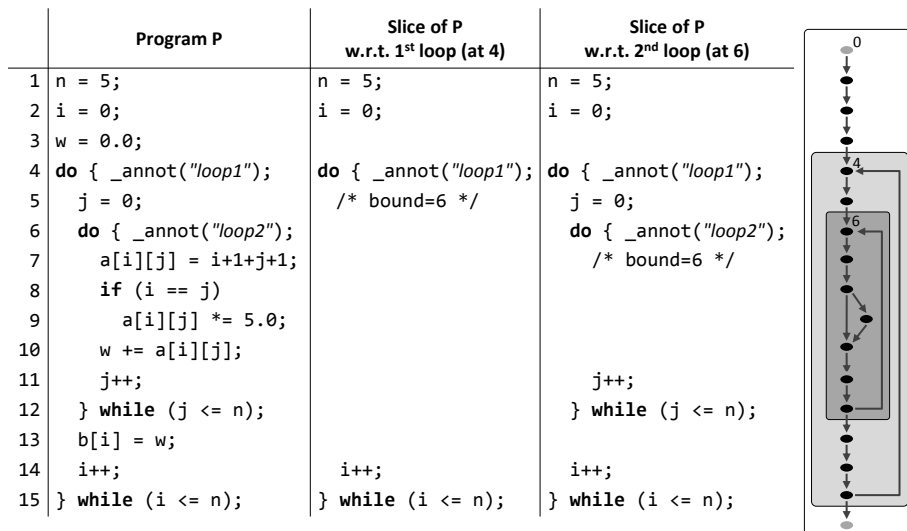 Program P Slice of P w.r.t. 1st loop (at 4) Slice of P w.r.t. 2nd loop (at 6)
1 n = 5; n = 5; n = 5;
2 i = 0; i = 0; i = 0;
3 w = 0.0;
4 do { _annot("loop1"); do { _annot("loop1"); do { _annot("loop1");
5 j = 0; /* bound=6 */ j = 0;
6 do { _annot("loop2"); do { _annot("loop2");
7 a[i][j] = i+1+j+1; /* bound=6 */
8 if (i == j)
9 a[i][j] *= 5.0;
10 w += a[i][j];
11 j++; j++;
12 } while (j <= n); } while (j <= n);
13 b[i] = w;
14 i++; i++; i++;
15 } while (i <= n); } while (i <= n); } while (i <= n);
0
4
6